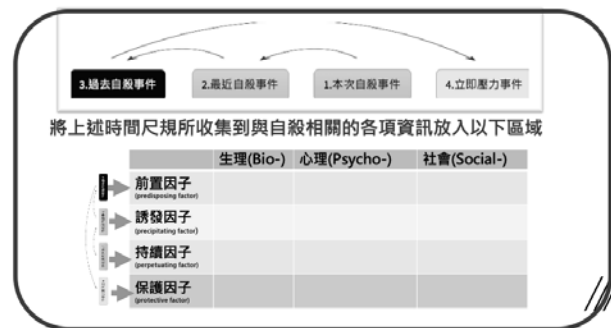 3.過去自殺事件 2.最近自殺事件 1.本次自殺事件 4.立即壓力事件
將上述時間尺規所收集到與自殺相關的各項資訊放入以下區域
生理(Bio-) 心理(Psycho-) 社會(Social-)
前置因子
(predisposing factor)
誘發因子
(precipitating factor)
持續因子
(perpetuating factor)
保護因子
(protective factor)